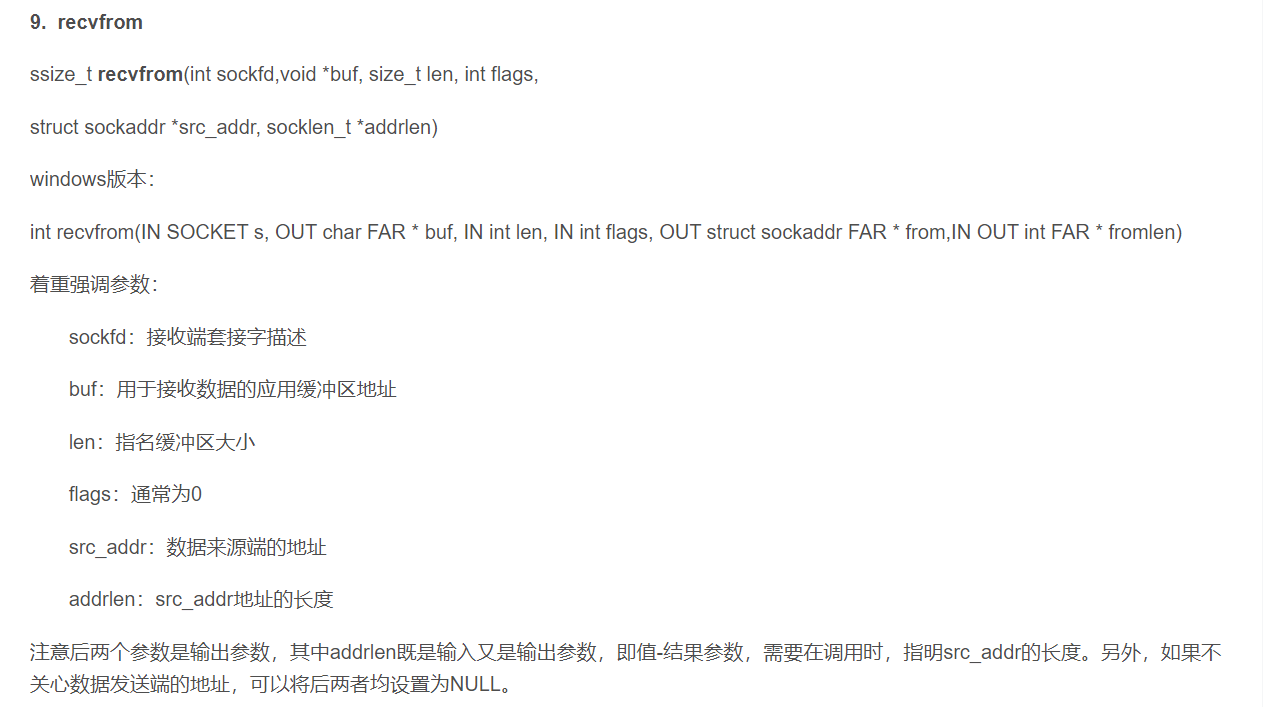 9. recvfrom
ssize_t recvfrom(int sockfd,void *buf, size_t len, int flags,
struct sockaddr *src_addr, socklen_t *addrlen)
windows版本：
int recvfrom(IN SOCKET s, OUT char FAR * buf, IN int len, IN int flags, OUT struct sockaddr FAR * from,IN OUT int FAR * fromlen)
着重强调参数：
sockfd：接收端套接字描述
buf：用于接收数据的应用缓冲区地址
len：指名缓冲区大小
flags：通常为0
src_addr：数据来源端的地址
addrlen：src_addr地址的长度
注意后两个参数是输出参数，其中addrlen既是输入又是输出参数，即值-结果参数，需要在调用时，指明src_addr的长度。另外，如果不
关心数据发送端的地址，可以将后两者均设置为NULL。